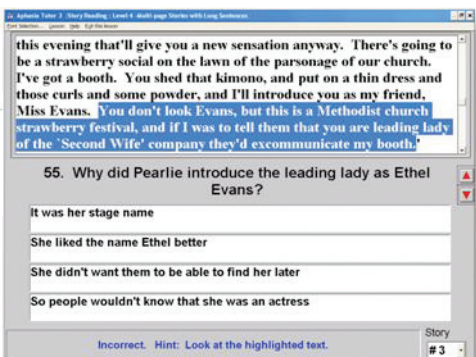 Aphasia Tutor 3 :Story Reading : Level 4 -Multi-page Stories with Long Sentences
Font Selection... Lesson Help Exit this lesson
this evening that'll give you a new sensation anyway. There's going to
be a strawberry social on the lawn of the parsonage of our church.
I've got a booth. You shed that kimono, and put on a thin dress and
those curls and some powder, and I'll introduce you as my friend,
Miss Evans. You don't look Evans, but this is a Methodist church
strawberry festival, and if I was to tell them that you are leading lady
of the `Second Wife' company they'd excommunicate my booth.'
55. Why did Pearlie introduce the leading lady as Ethel
Evans?
It was her stage name
She liked the name Ethel better
She didn't want them to be able to find her later
So people wouldn't know that she was an actress
Incorrect. Hint: Look at the highlighted text.
Story
#3